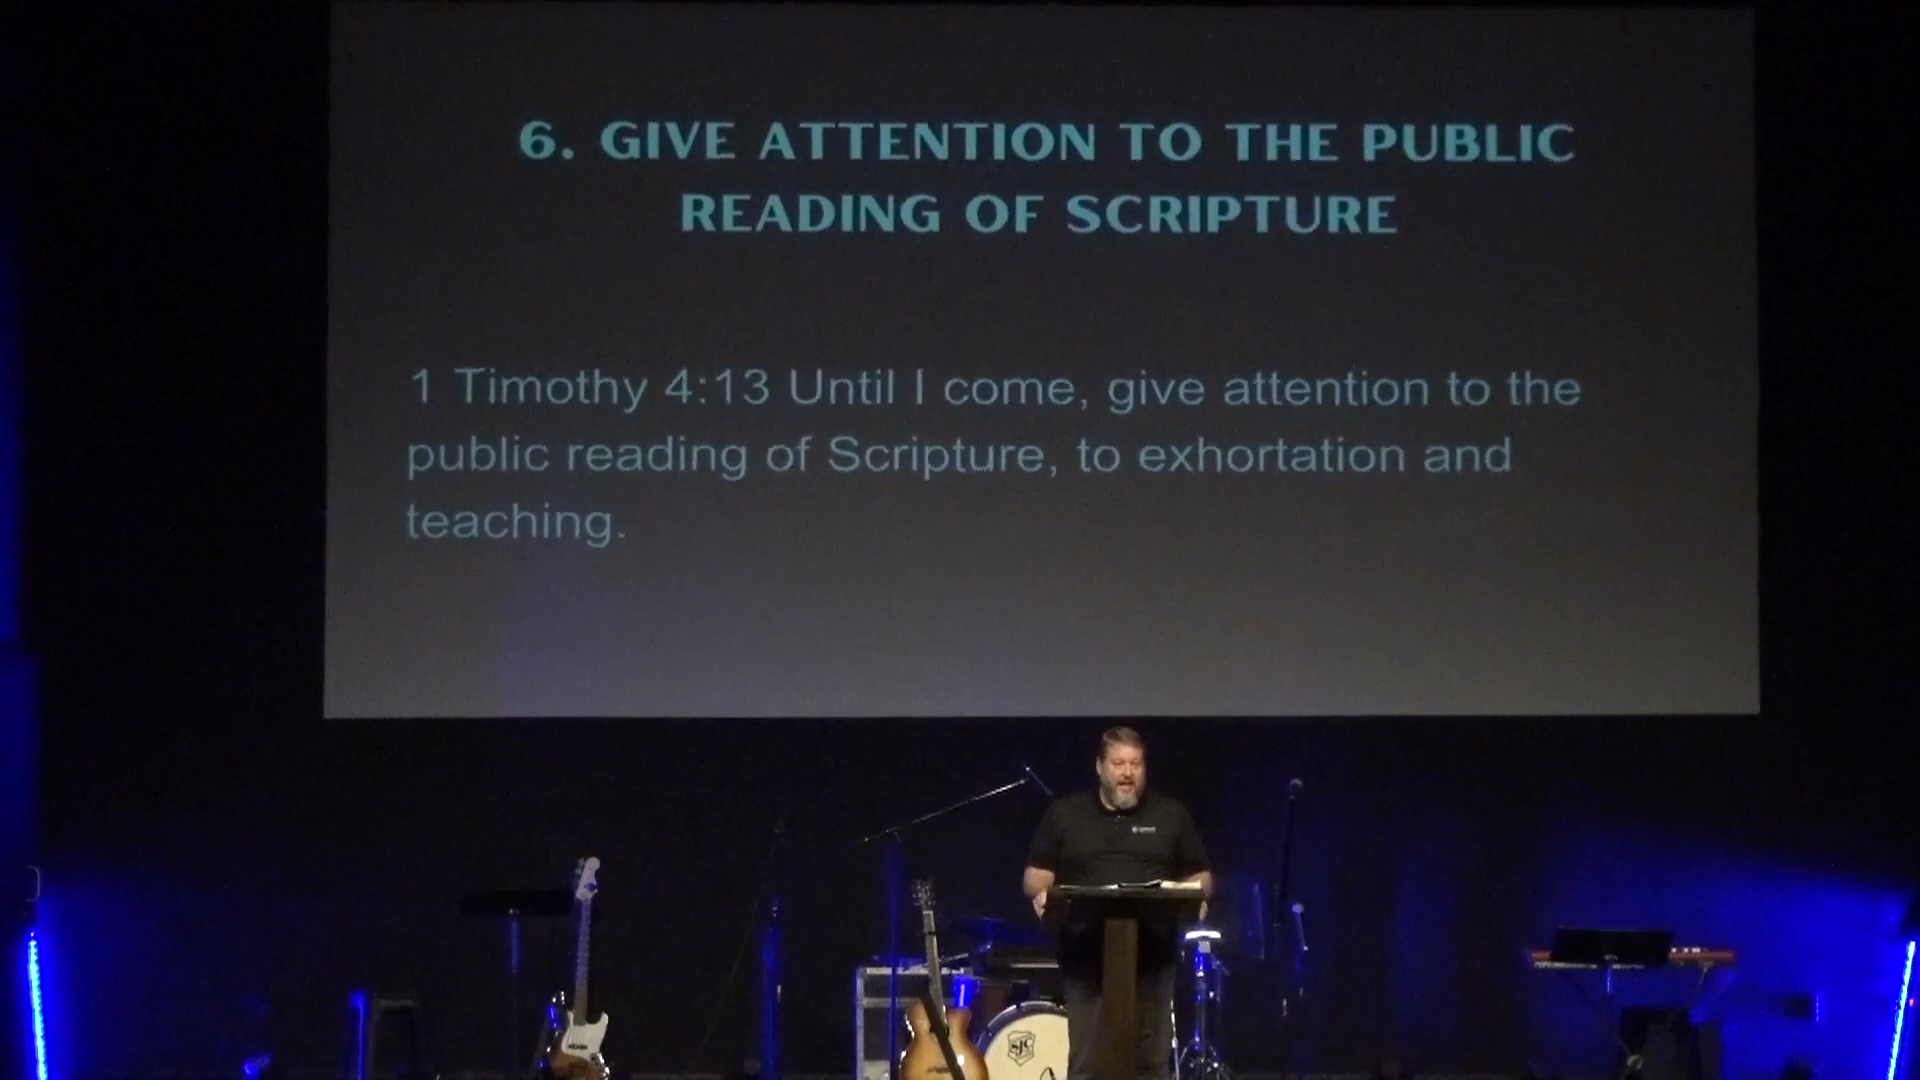 6. GIVE ATTENTION TO THE PUBLIC
READING OF SCRIPTURE
1 Timothy 4:13 Until I come, give attention to the
public reading of Scripture, to exhortation and
teaching.
SJC